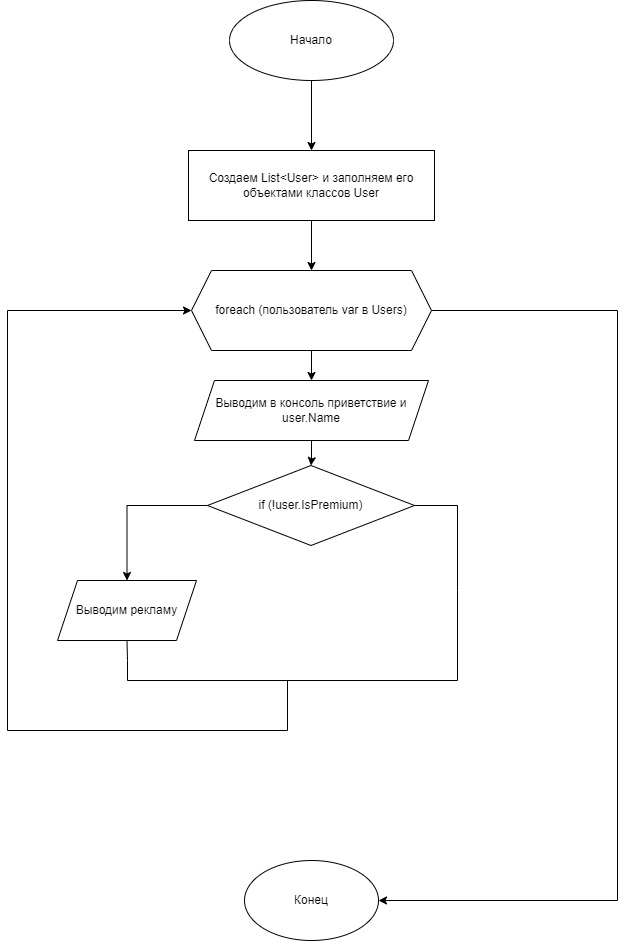 Начало
Создаем List<User> и заполняем его
объектами классов User
foreach (пользователь var в Users)
Выводим в консоль приветствие и
user.Name
if (!user.IsPremium)
Выводим рекламу
Конец